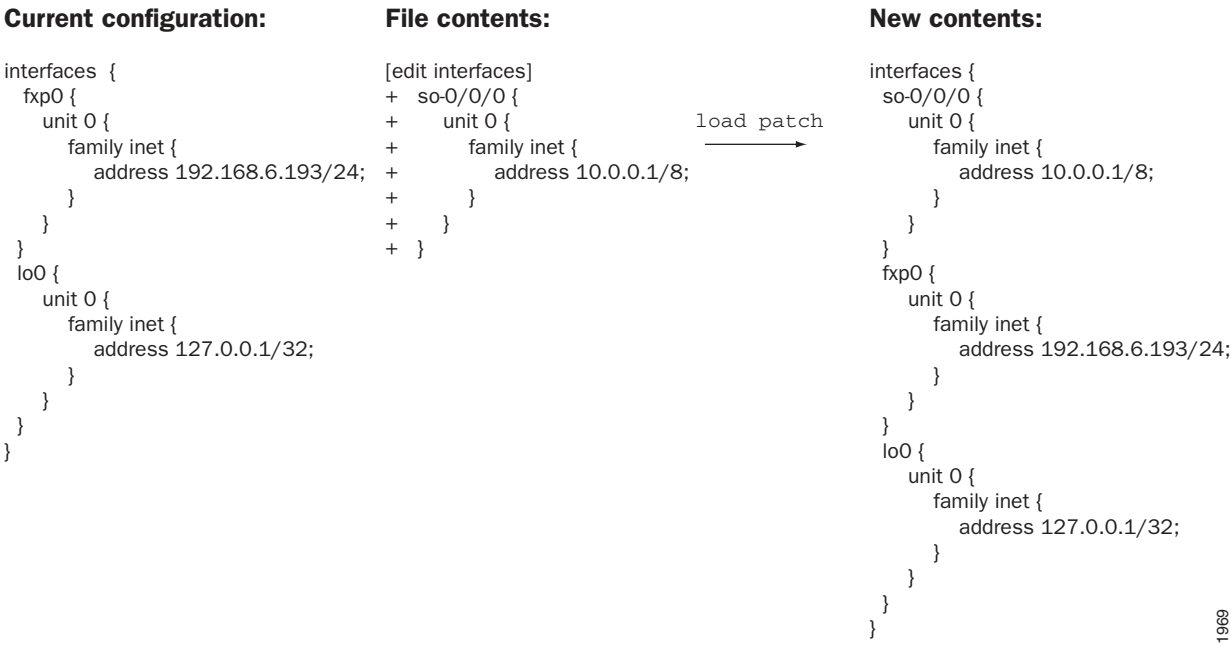 Current configuration:
interfaces {
fxp0 {
unit 0 {
family inet {
address 192.168.6.193/24;
}
}
}
lo0 {
unit 0 {
family inet {
address 127.0.0.1/32;
}
}
}
}
File contents:
[edit interfaces]
+ so-0/0/0 {
+ unit 0 {
+ family inet {
+ address 10.0.0.1/8;
+ }
+ }
+ }
load patch
New contents:
interfaces {
so-0/0/0 {
unit 0 {
family inet {
address 10.0.0.1/8;
}
}
}
fxp0 {
unit 0 {
family inet {
address 192.168.6.193/24;
}
}
}
lo0 {
unit 0 {
family inet {
address 127.0.0.1/32;
}
}
}
}
1969